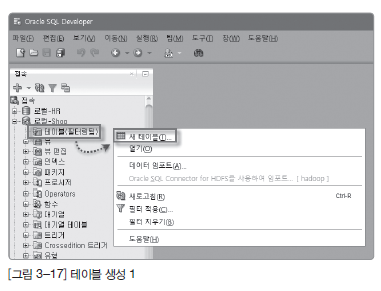 Oracle SQL Developer
파일(F) 편집(E) 보기(V) 이동(N) 실행(R) 팀(M) 도구(T) 창(W) 도움말(H)
접속
접속
로컬-HR
로컬-Shop
테이블(필터링됨)
뷰
뷰 편집
인덱스
패키지
프로시저
Operators
함수
대기열
대기열 테이블
트리거
Crossedition 트리거
유형
새 테이블(T)...
열기(O)
데이터 임포트(A)...
Oracle SQL Connector for HDFS를 사용하여 임포트... [ hadoop ]
새로고침(R) Ctrl-R
필터 적용(C)...
필터 지우기(B)
도움말(H)
[그림 3-17] 테이블 생성 1